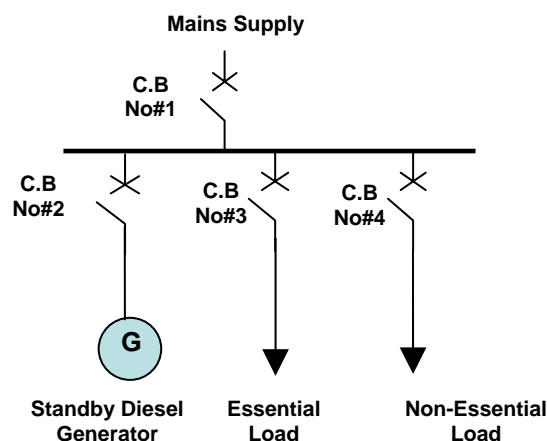 Mains Supply
C.B
No#1
C.B
No#2
C.B
No#3
C.B
No#4
G
Standby Diesel
Generator
Essential
Load
Non-Essential
Load